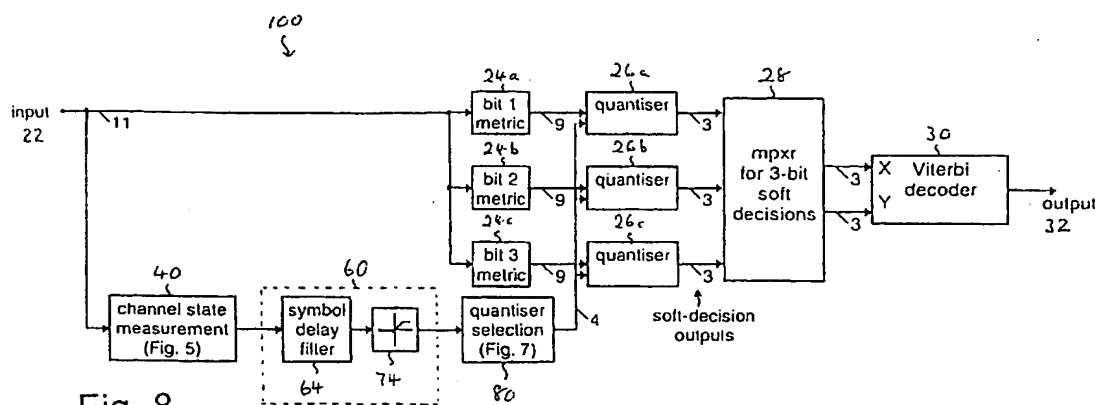 100
24a
26a
28
input
22
11
bit 1
metric
9
quantiser
3
24b
26b
30
bit 2
metric
9
quantiser
3
mpxr
for 3-bit
soft
decisions
3
X
Y
3
Viterbi
decoder
output
32
24c
26c
bit 3
metric
9
quantiser
3
40
60
channel state
measurement
(Fig. 5)
symbol
delay
filter
64
74
quantiser
selection
(Fig. 7)
80
4
soft-decision
outputs
Fig. 8